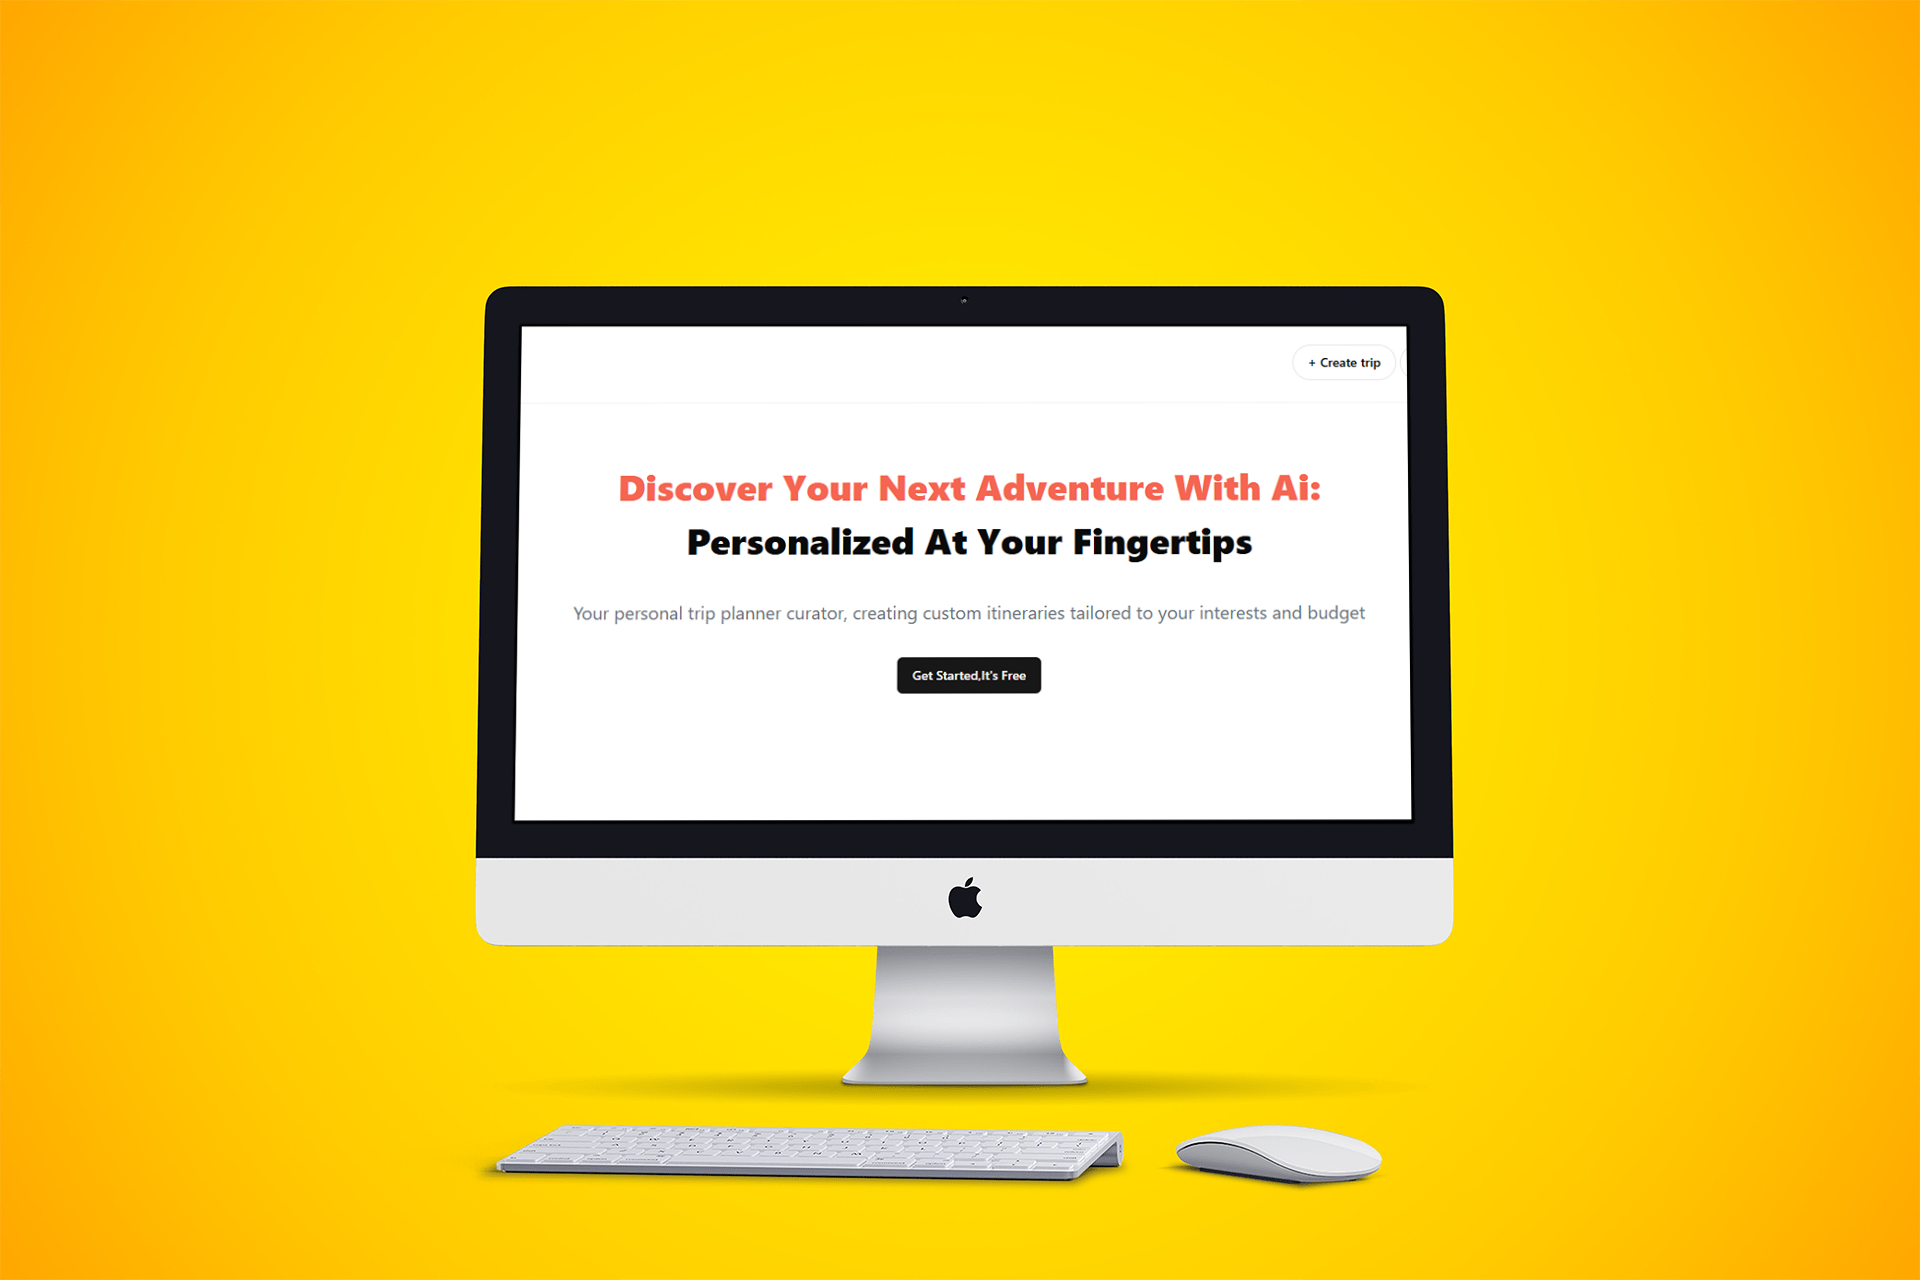 + Create trip
Discover Your Next Adventure With Ai:
Personalized At Your Fingertips
Your personal trip planner curator, creating custom itineraries tailored to your interests and budget
Get Started,It's Free